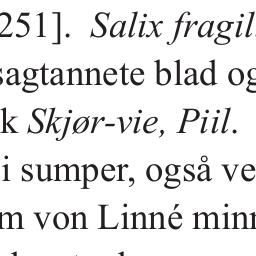 251]. Salix fragil
sagtannete blad og
k Skjør-vie, Piil.
i sumper, også ve
m von Linné minn